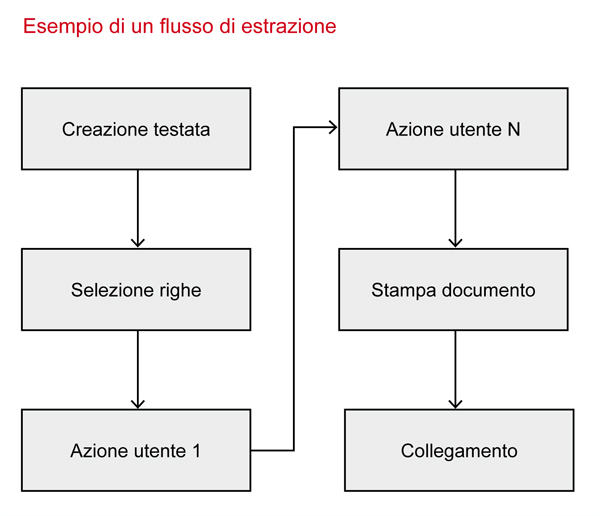 Esempio di un flusso di estrazione
Creazione testata
Selezione righe
Azione utente 1
Azione utente N
Stampa documento
Collegamento